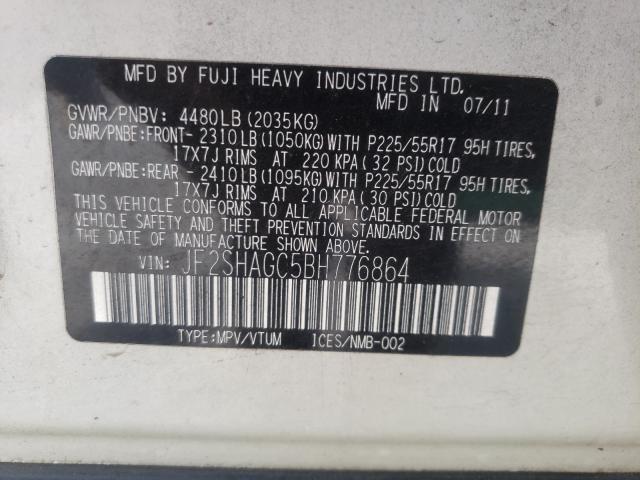 MFD BY FUJI HEAVY INDUSTRIES LTD.
MFD IN 07/11
GVWR/PNBV: 4480LB(2035KG)
GAWR/PNBE:FRONT- 2310LB(1050KG)WITH P225/55R17 95H TIRES,
17X7J RIMS AT 220 KPA(32 PSI)COLD
GAWR/PNBE:REAR - 2410LB(1095KG)WITH P225/55R17 95H TIRES,
17X7J RIMS AT 210 KPA(30 PSI)COLD
THIS VEHICLE CONFORMS TO ALL APPLICABLE FEDERAL MOTOR
VEHICLE SAFETY AND THEFT PREVENTION STANDARDS IN EFFECT ON
THE DATE OF MANUFACTURE SHOWN ABOVE.
VIN: JF2SHAGC5BH776864
TYPE:MPV/VTUM ICES/NMB-002